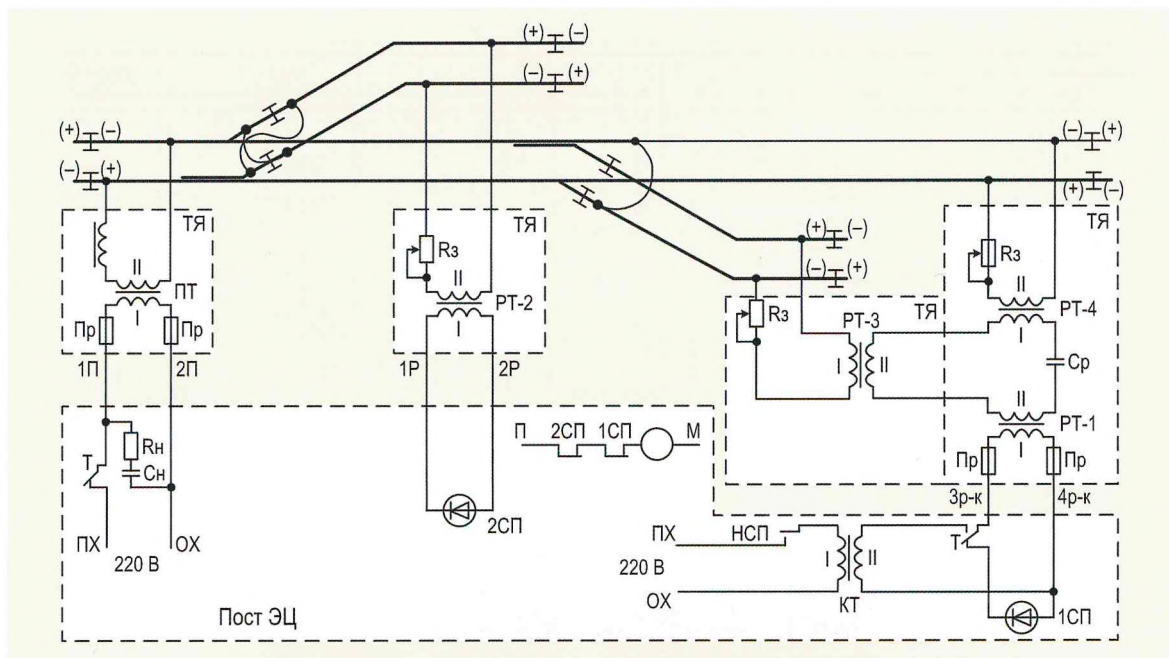 (+) (–)
(–) (+)
(+) (–)
(–) (+)
(–) (+)
(+) (–)
ТЯ
II
ПТ
I
Пр Пр
1П 2П
ТЯ
Rз
II
РТ-2
I
1Р 2Р
(+) (–)
(–) (+)
ТЯ
Rз
РТ-3
I II
ТЯ
Rз
II
РТ-4
I
Ср
II
РТ-1
I
Пр Пр
3р-к 4р-к
Rн
Сн
Т
ПХ ОХ
220 В
П 2СП 1СП М
2СП
ПХ НСП
220 В
ОХ
I II
КТ
Т
1СП
Пост ЭЦ